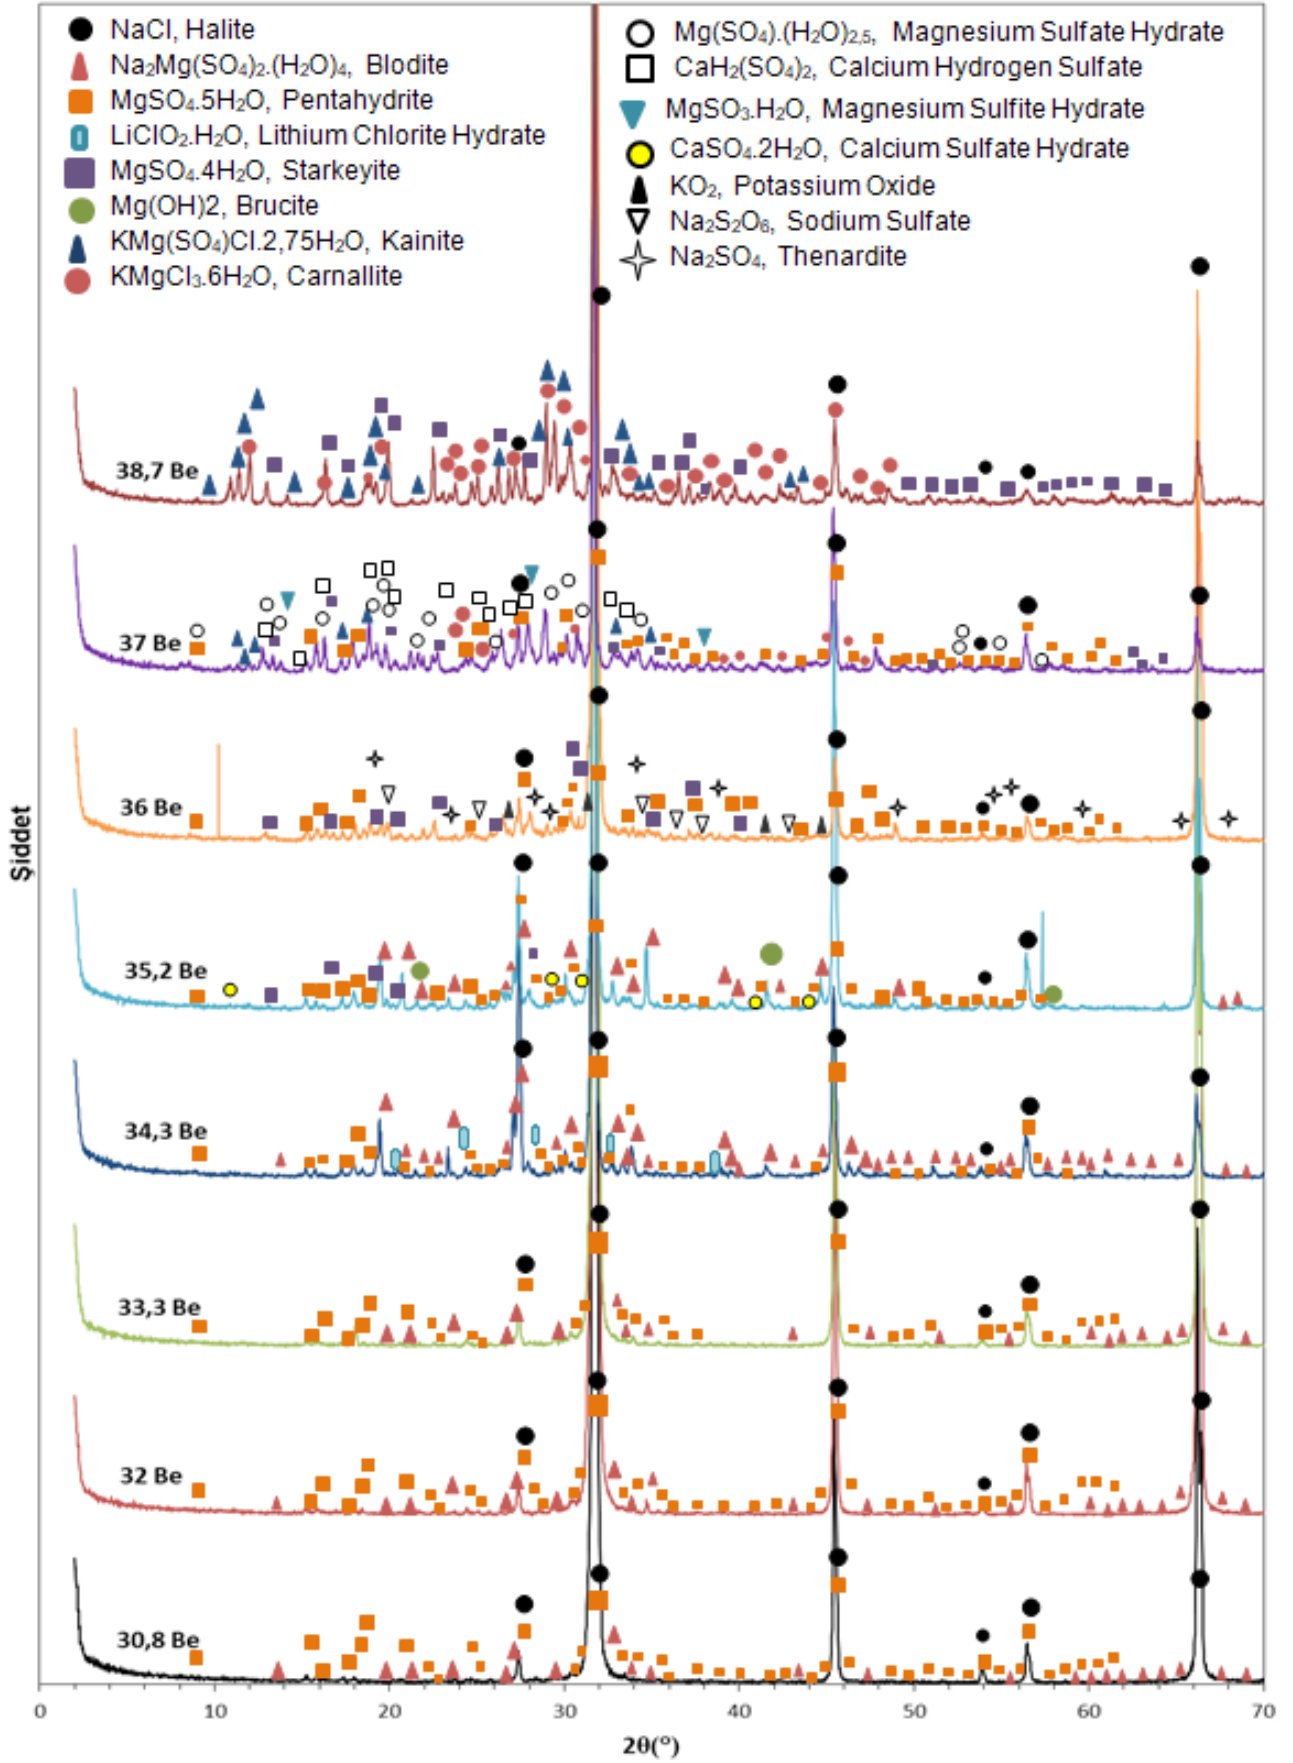 NaCl, Halite
Na₂Mg(SO₄)₂.(H₂O)₄, Blodite
MgSO₄.5H₂O, Pentahydrite
LiClO₂.H₂O, Lithium Chlorite Hydrate
MgSO₄.4H₂O, Starkeyite
Mg(OH)2, Brucite
KMg(SO₄)Cl.2,75H₂O, Kainite
KMgCl₃.6H₂O, Carnallite
Mg(SO₄).(H₂O)₂,₅, Magnesium Sulfate Hydrate
CaH₂(SO₄)₂, Calcium Hydrogen Sulfate
MgSO₃.H₂O, Magnesium Sulfite Hydrate
CaSO₄.2H₂O, Calcium Sulfate Hydrate
KO₂, Potassium Oxide
Na₂S₂O₆, Sodium Sulfate
Na₂SO₄, Thenardite
38,7 Be
37 Be
36 Be
35,2 Be
34,3 Be
33,3 Be
32 Be
30,8 Be
Şiddet
0 10 20 30 40 50 60 70
2θ(°)